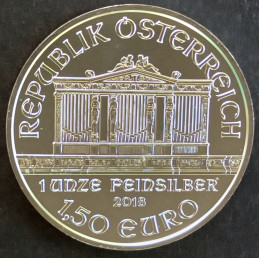 REPUBLIK ÖSTERREICH
1 UNZE FEINSILBER
2018
1,50 EURO